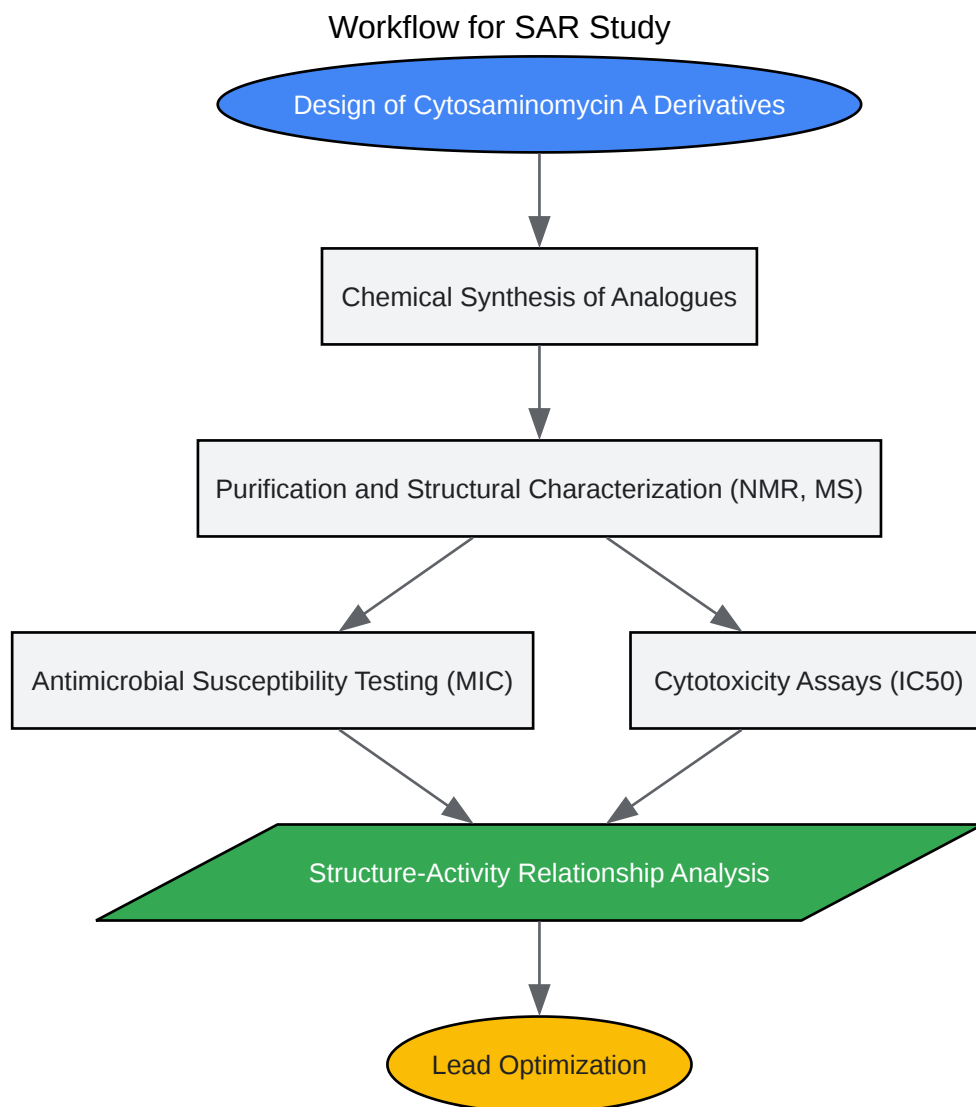 Workflow for SAR Study
Design of Cytosaminomycin A Derivatives
Chemical Synthesis of Analogues
Purification and Structural Characterization (NMR, MS)
Antimicrobial Susceptibility Testing (MIC)
Cytotoxicity Assays (IC50)
Structure-Activity Relationship Analysis
Lead Optimization